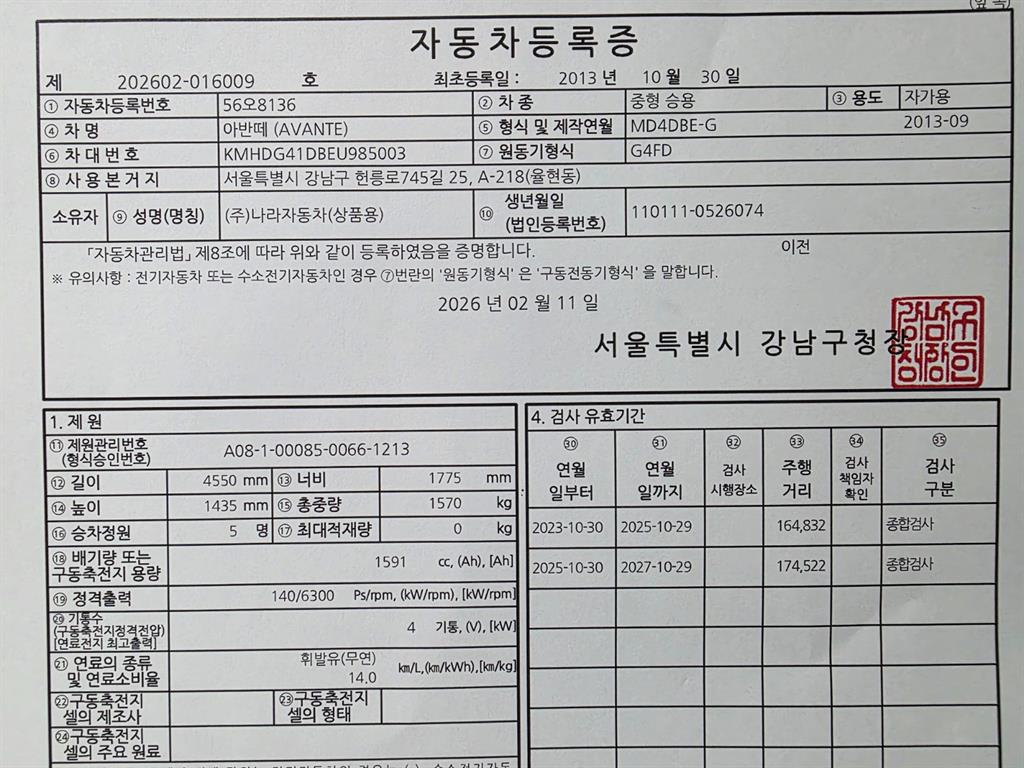 (앞 쪽)
자동차등록증
제 202602-016009 호 최초등록일 : 2013 년 10 월 30 일
① 자동차등록번호 56오8136 ② 차 종 중형 승용 ③ 용도 자가용
④ 차 명 아반떼 (AVANTE) ⑤ 형식 및 제작연월 MD4DBE-G 2013-09
⑥ 차 대 번 호 KMHDG41DBEU985003 ⑦ 원동기형식 G4FD
⑧ 사 용 본 거 지 서울특별시 강남구 헌릉로745길 25, A-218(율현동)
소유자 ⑨ 성명(명칭) (주)나라자동차(상품용) ⑩ 생년월일
(법인등록번호) 110111-0526074
「자동차관리법」 제8조에 따라 위와 같이 등록하였음을 증명합니다. 이전
※ 유의사항 : 전기자동차 또는 수소전기자동차인 경우 ⑦번란의 '원동기형식' 은 '구동전동기형식' 을 말합니다.
2026 년 02 월 11 일
서울특별시 강남구청장
1. 제 원
⑪ 제원관리번호
(형식승인번호) A08-1-00085-0066-1213
⑫ 길이 4550 mm ⑬ 너비 1775 mm
⑭ 높이 1435 mm ⑮ 총중량 1570 kg
⑯ 승차정원 5 명 ⑰ 최대적재량 0 kg
⑱ 배기량 또는
구동축전지 용량 1591 cc, (Ah), [Ah]
⑲ 정격출력 140/6300 Ps/rpm, (kW/rpm), [kW/rpm]
⑳ 기통수
(구동축전지정격전압)
[연료전지 최고출력] 4 기통, (V), [kW]
㉑ 연료의 종류
및 연료소비율 휘발유(무연)
14.0 km/L,(km/kWh),[km/kg]
㉒구동축전지
셀의 제조사 ㉓구동축전지
셀의 형태
㉔구동축전지
셀의 주요 원료
4. 검사 유효기간
㉚ ㉛ ㉜ ㉝ ㉞ ㉟
연월
일부터 연월
일까지 검사
시행장소 주행
거리 검사
책임자
확인 검사
구분
2023-10-30 2025-10-29 164,832 종합검사
2025-10-30 2027-10-29 174,522 종합검사